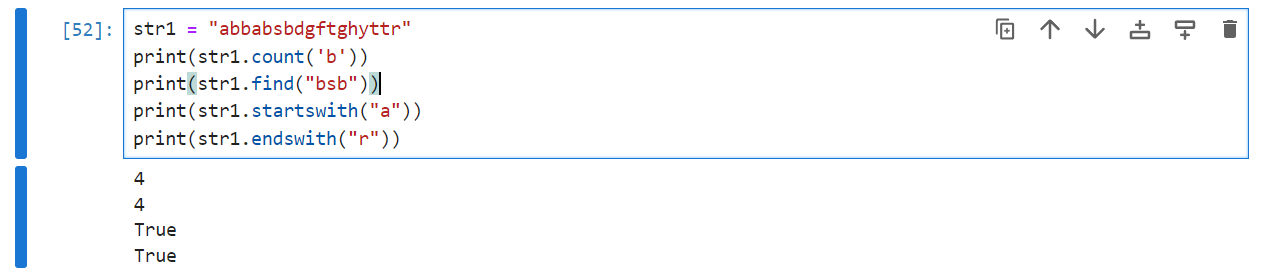 [52]: str1 = "abbabsbdgftghyttr"
print(str1.count('b'))
print(str1.find("bsb"))
print(str1.startswith("a"))
print(str1.endswith("r"))
4
4
True
True